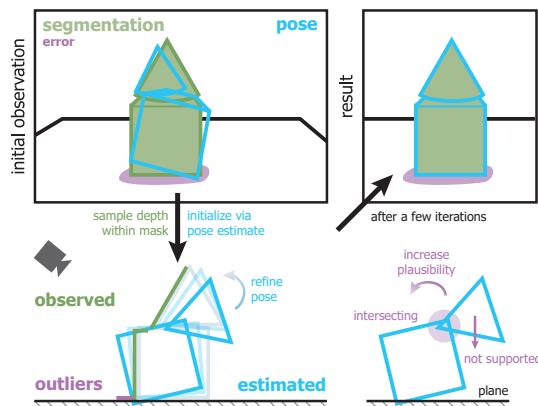 segmentation
error
pose
initial observation
result
sample depth
within mask
initialize via
pose estimate
after a few iterations
observed
refine
pose
outliers
estimated
increase
plausibility
intersecting
not supported
plane